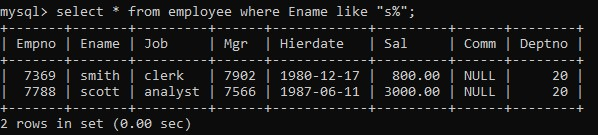 mysql> select * from employee where Ename like "s%";
+-------+-------+---------+------+------------+---------+------+--------+
| Empno | Ename | Job     | Mgr  | Hierdate   | Sal     | Comm | Deptno |
+-------+-------+---------+------+------------+---------+------+--------+
|  7369 | smith | clerk   | 7902 | 1980-12-17 |  800.00 | NULL |     20 |
|  7788 | scott | analyst | 7566 | 1987-06-11 | 3000.00 | NULL |     20 |
+-------+-------+---------+------+------------+---------+------+--------+
2 rows in set (0.00 sec)